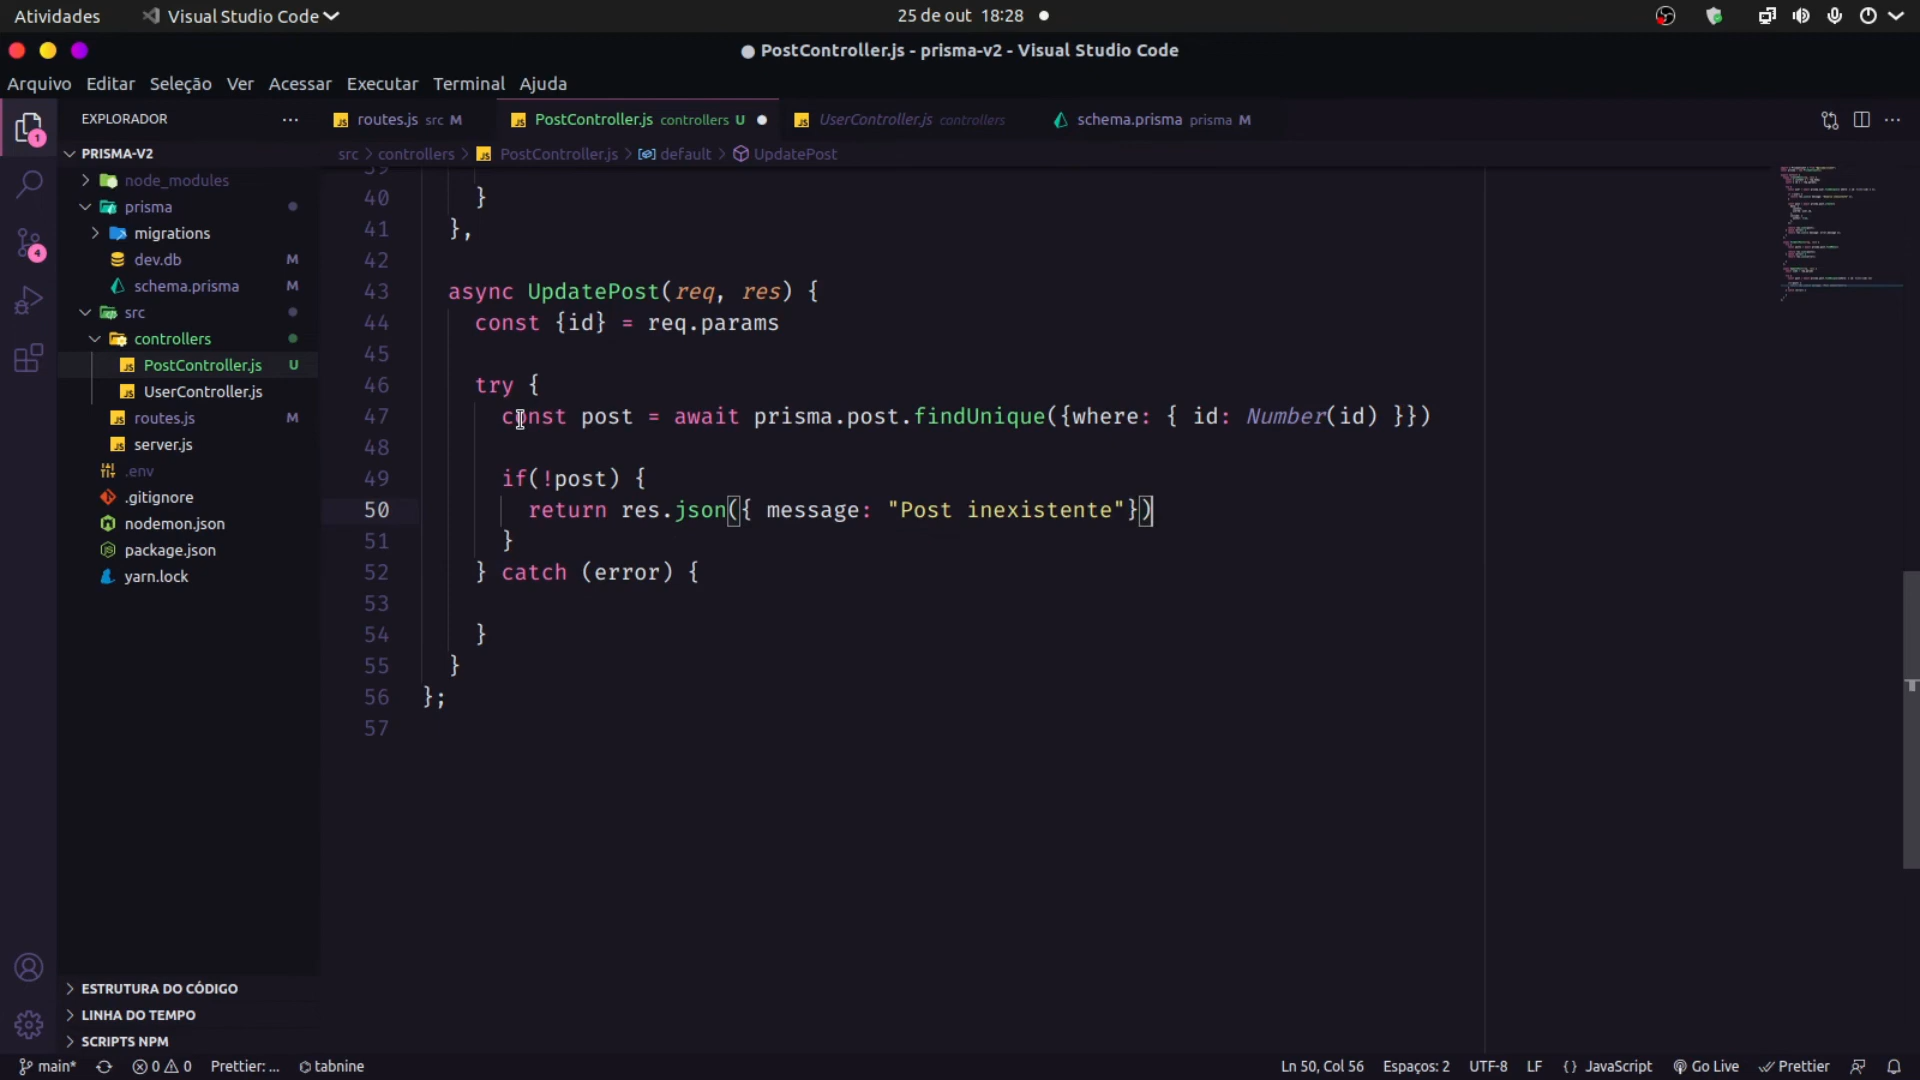 Atividades Visual Studio Code 25 de out 18:28
PostController.js - prisma-v2 - Visual Studio Code
Arquivo Editar Seleção Ver Acessar Executar Terminal Ajuda
EXPLORADOR
routes.js src M PostController.js controllers U UserController.js controllers schema.prisma prisma M
PRISMA-V2
src > controllers > PostController.js > default > UpdatePost
node_modules
prisma
migrations
dev.db M
schema.prisma M
src
controllers
PostController.js U
UserController.js
routes.js M
server.js
.env
.gitignore
nodemon.json
package.json
yarn.lock
ESTRUTURA DO CÓDIGO
LINHA DO TEMPO
SCRIPTS NPM
1
4
39
40 }
41 },
42
43 async UpdatePost(req, res) {
44 const {id} = req.params
45
46 try {
47 const post = await prisma.post.findUnique({where: { id: Number(id) }})
48
49 if(!post) {
50 return res.json({ message: "Post inexistente"})
51 }
52 } catch (error) {
53
54 }
55 }
56 };
57
main* 0 0 Prettier: ... tabnine Ln 50, Col 56 Espaços: 2 UTF-8 LF {} JavaScript Go Live Prettier